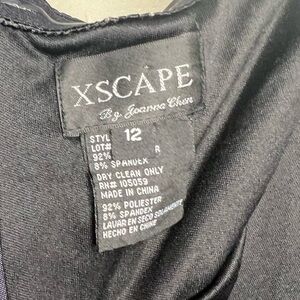 XSCAPE
By Joanna Chen
12
STYL
LOT#
R
92%
8% SPANDEX
DRY CLEAN ONLY
RN# 105059
MADE IN CHINA
92% POLIESTER
8% SPANDEX
LAVAR EN SECO SOLAMENTE
HECHO EN CHINA